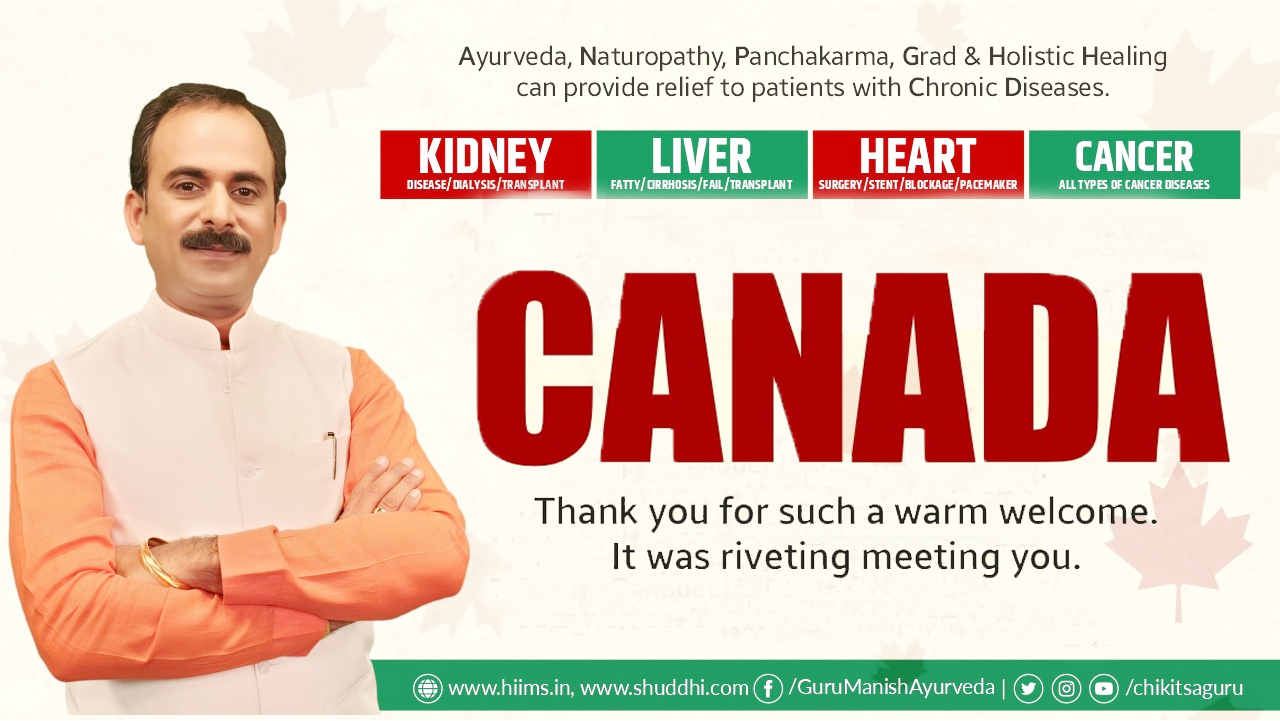 Ayurveda, Naturopathy, Panchakarma, Grad & Holistic Healing
can provide relief to patients with Chronic Diseases.
KIDNEY
DISEASE/DIALYSIS/TRANSPLANT
LIVER
FATTY/CIRRHOSIS/FAIL/TRANSPLANT
HEART
SURGERY/STENT/BLOCKAGE/PACEMAKER
CANCER
ALL TYPES OF CANCER DISEASES
CANADA
Thank you for such a warm welcome.
It was riveting meeting you.
www.hiims.in, www.shuddhi.com /GuruManishAyurveda | /chikitsaguru